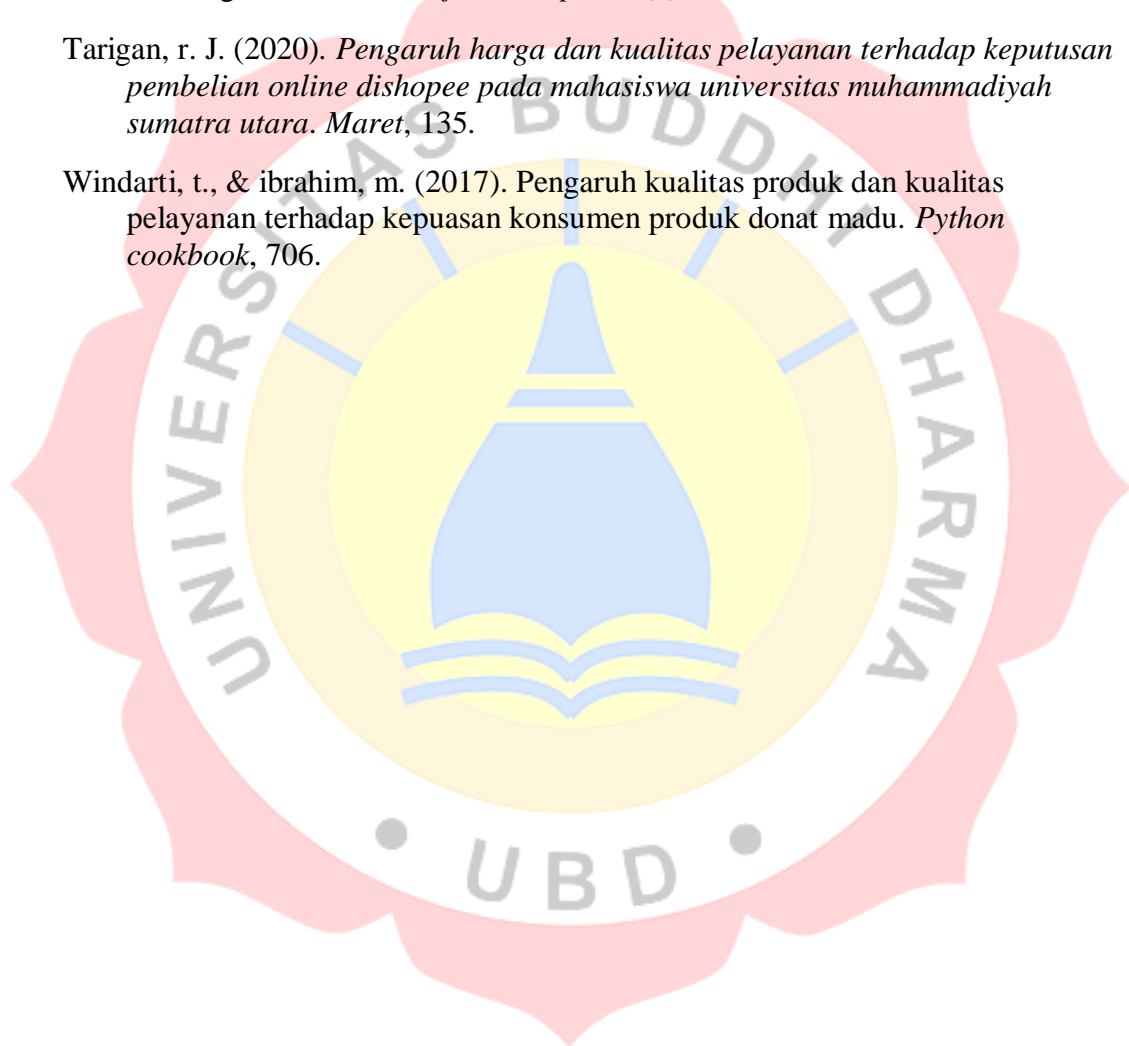 Tarigan, r. J. (2020). Pengaruh harga dan kualitas pelayanan terhadap keputusan
pembelian online dishopee pada mahasiswa universitas muhammadiyah
sumatra utara. Maret, 135.
Windarti, t., & ibrahim, m. (2017). Pengaruh kualitas produk dan kualitas
pelayanan terhadap kepuasan konsumen produk donat madu. Python
cookbook, 706.
UNIVERSITAS BUDDHI DHARMA
• UBD •